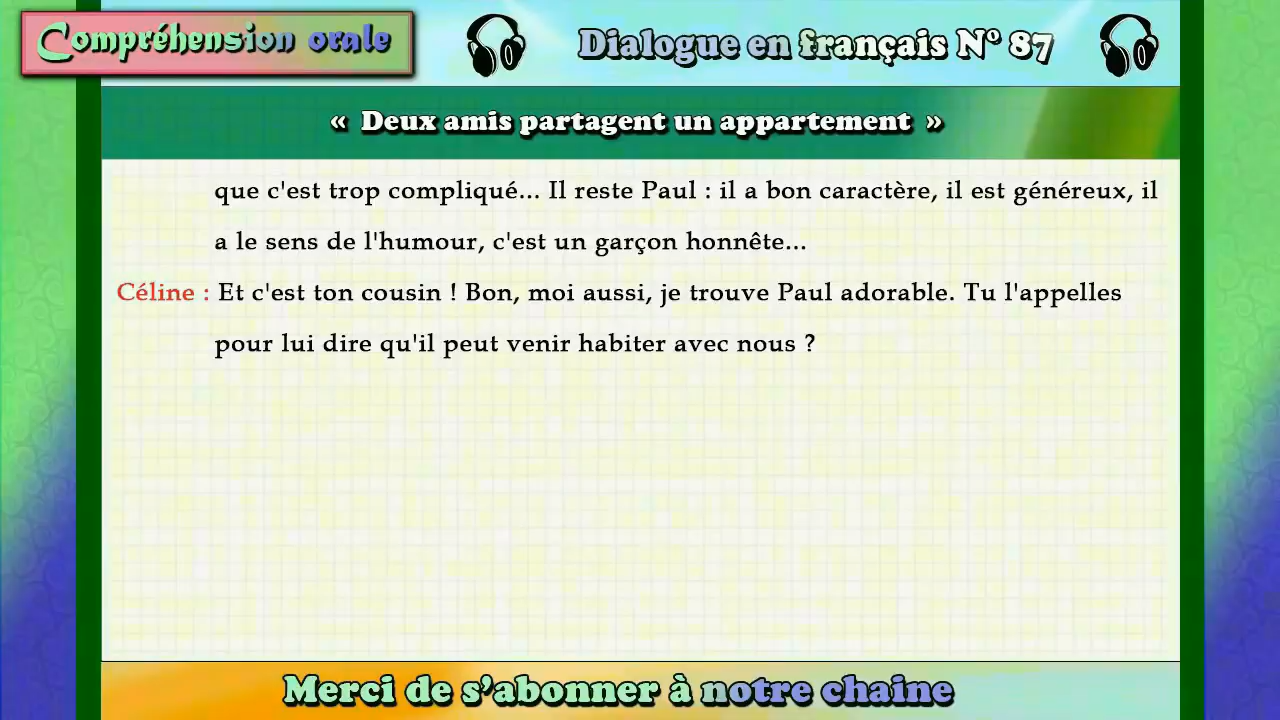 Compréhension orale
Dialogue en français N° 87
« Deux amis partagent un appartement »
que c'est trop compliqué... Il reste Paul : il a bon caractère, il est généreux, il
a le sens de l'humour, c'est un garçon honnête...
Céline : Et c'est ton cousin ! Bon, moi aussi, je trouve Paul adorable. Tu l'appelles
pour lui dire qu'il peut venir habiter avec nous ?
Merci de s’abonner à notre chaine